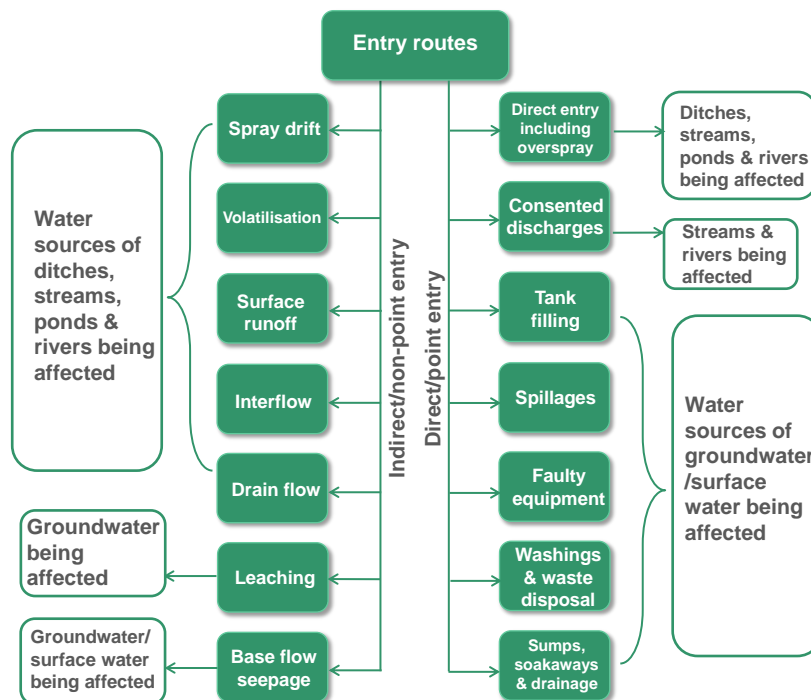 Entry routes
Indirect/non-point entry
Spray drift
Volatilisation
Surface
runoff
Interflow
Drain flow
Leaching
Base flow
seepage
Water
sources of
ditches,
streams,
ponds &
rivers being
affected
Groundwater
being
affected
Groundwater/
surface water
being affected
Direct/point entry
Direct entry
including
overspray
Consented
discharges
Tank
filling
Spillages
Faulty
equipment
Washings
& waste
disposal
Sumps,
soakaways
& drainage
Ditches,
streams,
ponds & rivers
being affected
Streams &
rivers being
affected
Water
sources of
groundwater
/surface
water being
affected